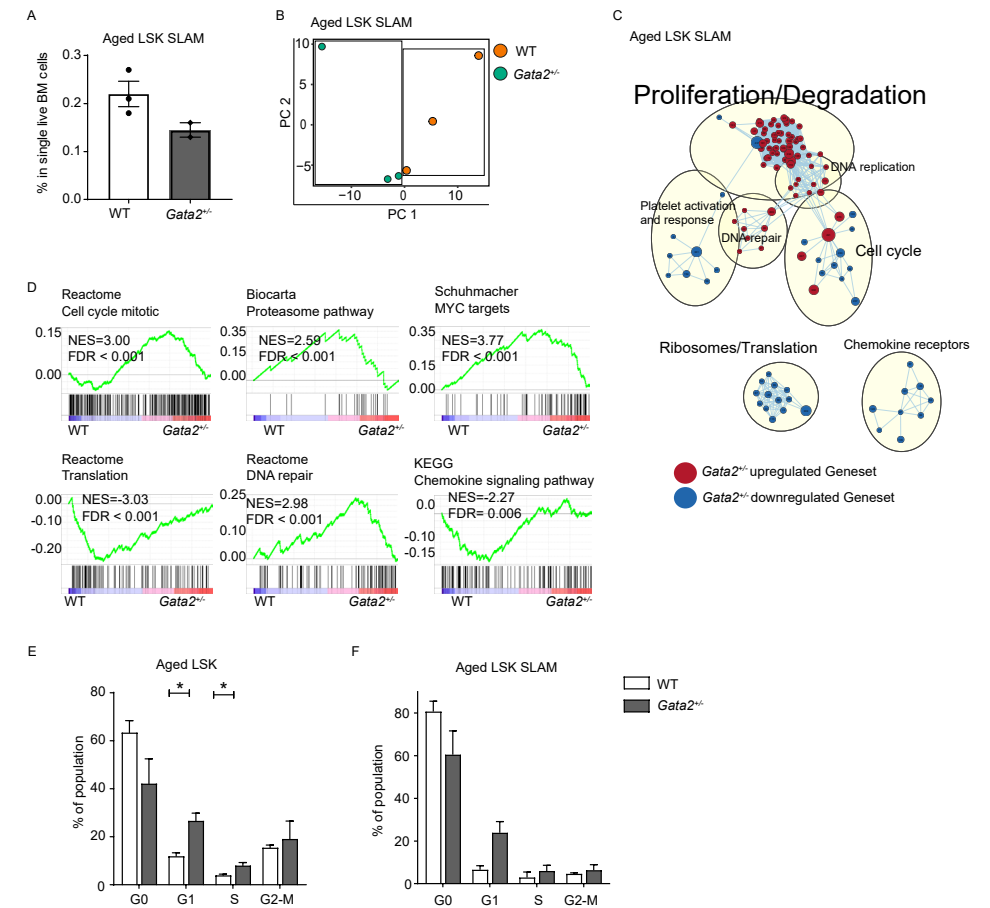 A
Aged LSK SLAM
% in single live BM cells
0.3
0.2
0.1
0.0
WT
Gata2+/-
B
Aged LSK SLAM
PC 2
10
5
0
−5
−10
0
10
PC 1
WT
Gata2+/-
C
Aged LSK SLAM
Proliferation/Degradation
DNA replication
Platelet activation
and response
DNA repair
Cell cycle
Ribosomes/Translation
Chemokine receptors
Gata2+/- upregulated Geneset
Gata2+/- downregulated Geneset
D
Reactome
Cell cycle mitotic
0.15
0.00
NES=3.00
FDR < 0.001
WT
Gata2+/-
Biocarta
Proteasome pathway
0.35
0.15
0.00
NES=2.59
FDR < 0.001
WT
Gata2+/-
Schuhmacher
MYC targets
0.35
0.15
0.00
NES=3.77
FDR < 0.001
WT
Gata2+/-
Reactome
Translation
0.00
-0.10
-0.20
NES=-3.03
FDR < 0.001
WT
Gata2+/-
Reactome
DNA repair
0.25
0.10
0.00
NES=2.98
FDR < 0.001
WT
Gata2+/-
KEGG
Chemokine signaling pathway
0.0
-0.10
-0.15
NES=-2.27
FDR= 0.006
0.0
WT
Gata2+/-
E
Aged LSK
% of population
80
60
40
20
0
*
*
G0
G1
S
G2-M
F
Aged LSK SLAM
% of population
80
60
40
20
0
G0
G1
S
G2-M
WT
Gata2+/-